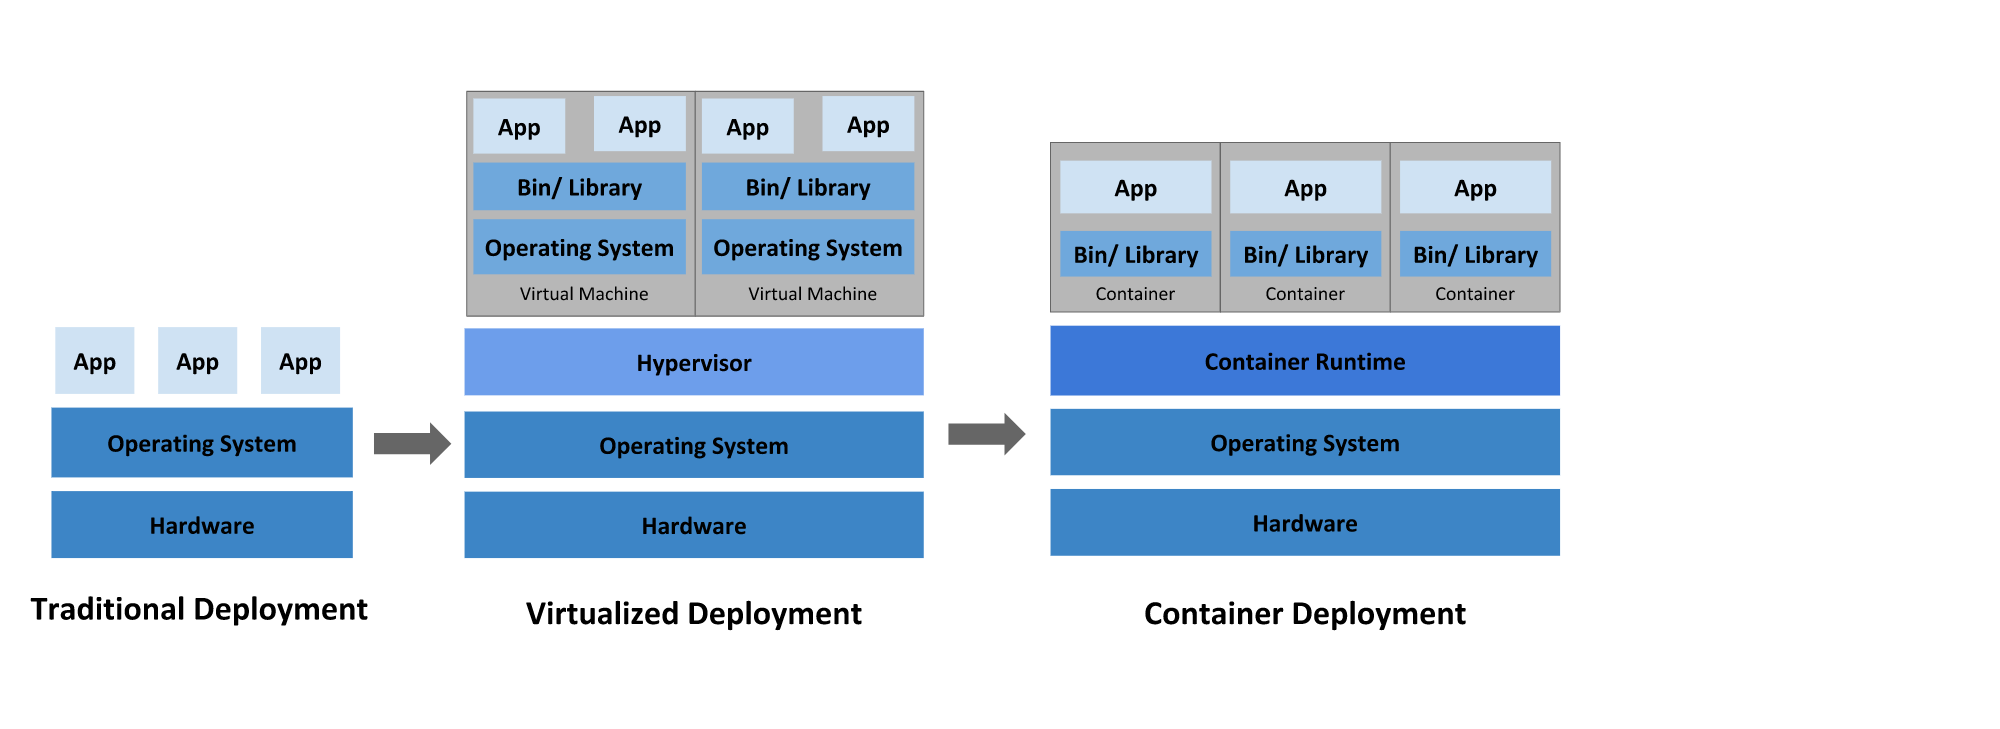 App
App
App
Operating System
Hardware
Traditional Deployment
App
App
App
App
Bin/ Library
Bin/ Library
Operating System
Operating System
Virtual Machine
Virtual Machine
Hypervisor
Operating System
Hardware
Virtualized Deployment
App
App
App
Bin/ Library
Bin/ Library
Bin/ Library
Container
Container
Container
Container Runtime
Operating System
Hardware
Container Deployment